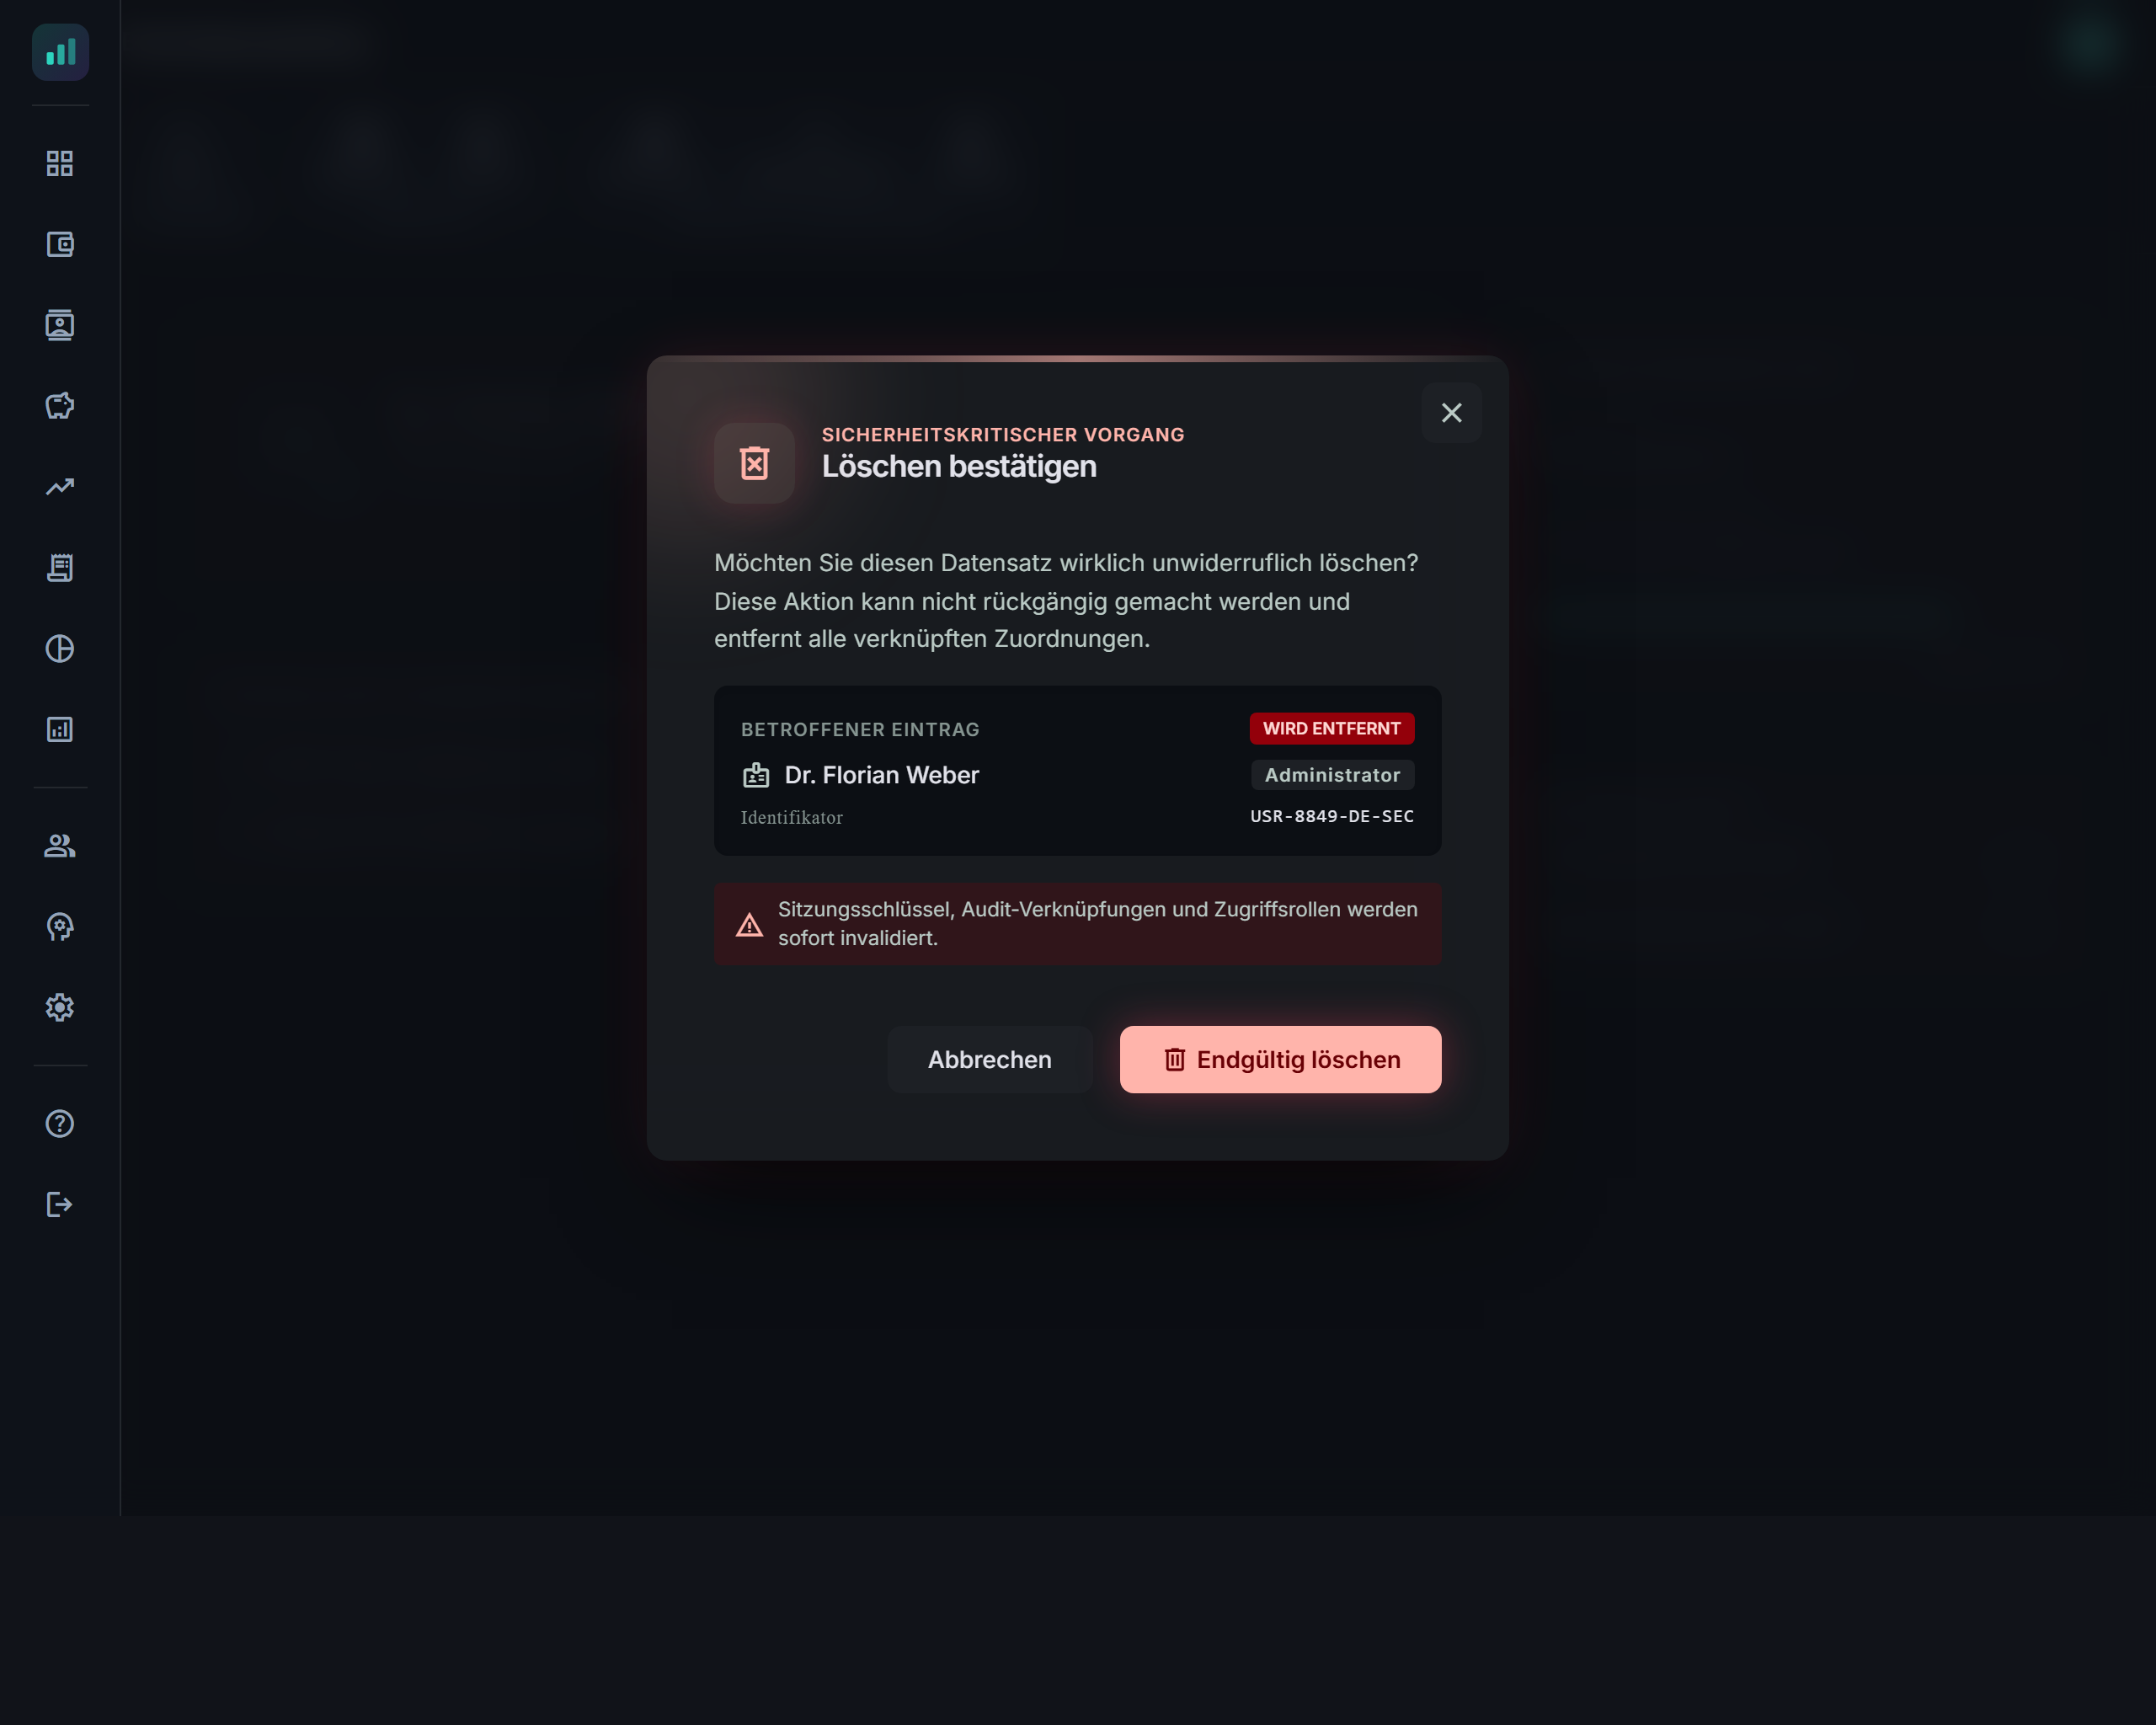 SICHERHEITSKRITISCHER VORGANG
Löschen bestätigen
Möchten Sie diesen Datensatz wirklich unwiderruflich löschen?
Diese Aktion kann nicht rückgängig gemacht werden und
entfernt alle verknüpften Zuordnungen.
BETROFFENER EINTRAG
WIRD ENTFERNT
Dr. Florian Weber
Administrator
Identifikator
USR-8849-DE-SEC
Sitzungsschlüssel, Audit-Verknüpfungen und Zugriffsrollen werden
sofort invalidiert.
Abbrechen
Endgültig löschen